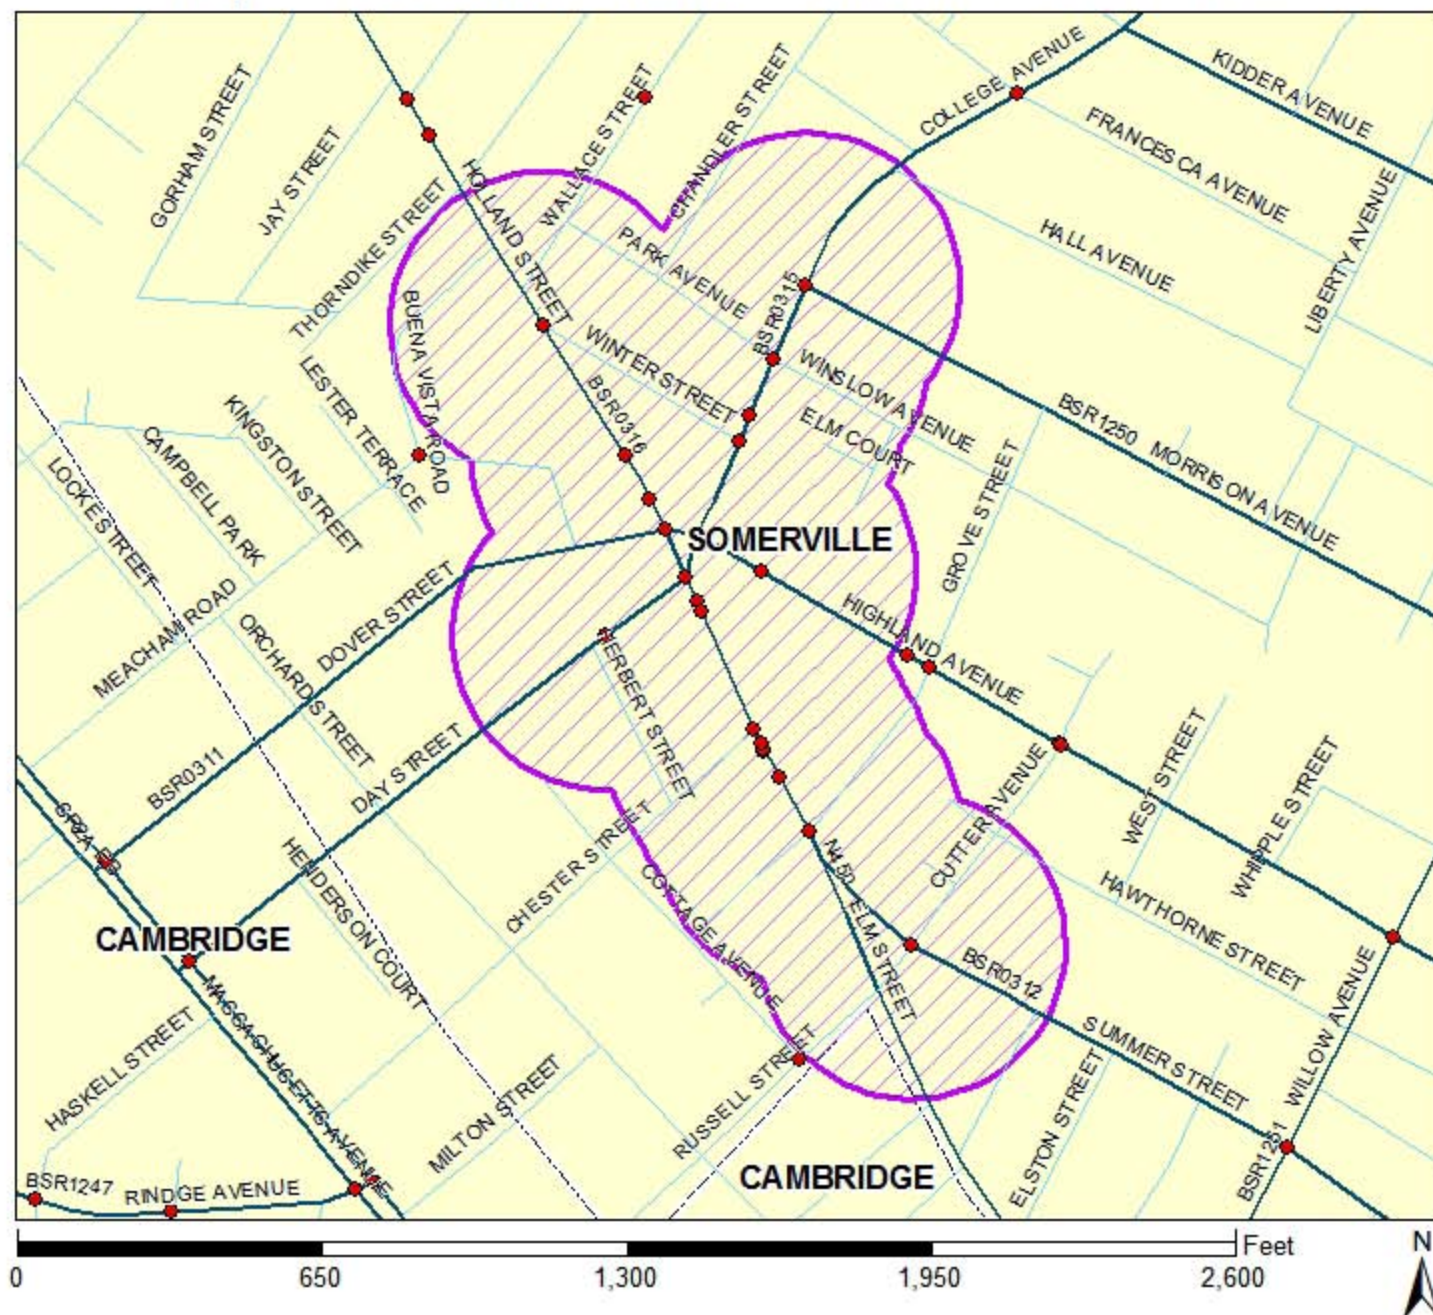 GORHAM STREET
JAY STREET
THORNDIKE STREET
HOLLAND STREET
WALLACE STREET
CHANDLER STREET
COLLEGE AVENUE
KIDDER AVENUE
FRANCESCA AVENUE
LIBERTY AVENUE
HALL AVENUE
PARK AVENUE
BSR0315
BUENA VISTA ROAD
WINTER STREET
WINSLOW AVENUE
ELM COURT
BSR0316
LESTER TERRACE
KINGSTON STREET
CAMPBELL PARK
LOCKE STREET
GROVE STREET
BSR1250
MORRISON AVENUE
SOMERVILLE
HIGHLAND AVENUE
MEACHAM ROAD
DOVER STREET
ORCHARD STREET
HERBERT STREET
BSR0311
DAY STREET
CUTTER AVENUE
WEST STREET
WHIPPLE STREET
HENDERSON COURT
CHESTER STREET
COTTAGE AVENUE
N450
ELM STREET
BSR0312
HAWTHORNE STREET
CAMBRIDGE
MASSACHUSETTS AVENUE
SUMMER STREET
WILLOW AVENUE
HASKELL STREET
MILTON STREET
RUSSELL STREET
ELSTON STREET
BSR1251
CAMBRIDGE
BSR1247
RINDGE AVENUE
Feet
N
0
650
1,300
1,950
2,600